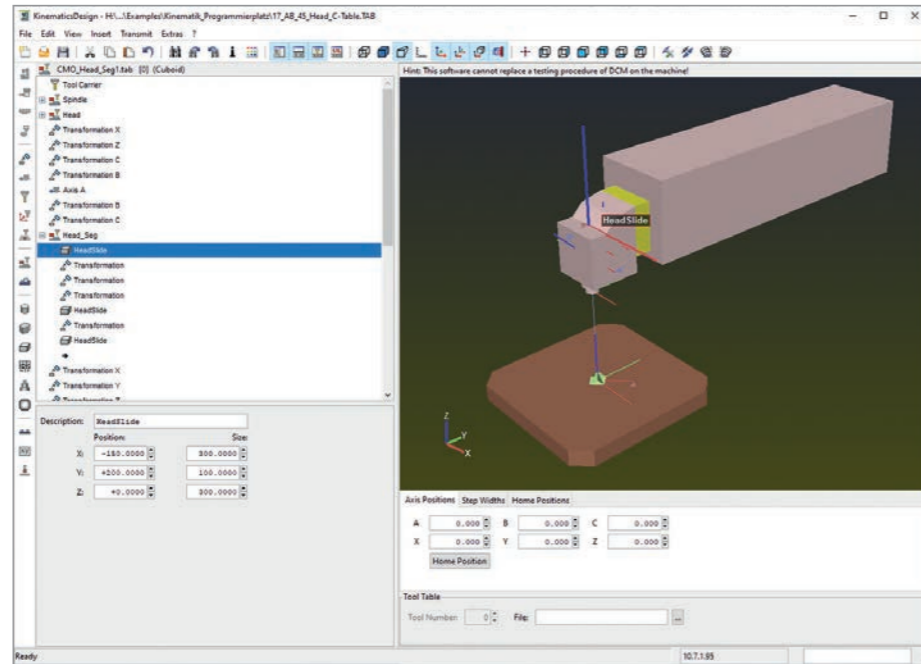 KinematicsDesign - H:\...\Examples\Kinematik_Programmierplatz\17_AB_45_Head_C-Table.TAB
File Edit View Insert Transmit Extras ?
CMO_Head_Seg1.tab [0] (Cuboid)
Hint: This software cannot replace a testing procedure of DCM on the machine!
Tool Carrier
Spindle
Head
Transformation X
Transformation Z
Transformation C
Transformation B
Axis A
Transformation B
Transformation C
Head_Seg
HeadSlide
Transformation
Transformation
Transformation
HeadSlide
Transformation
HeadSlide
Transformation X
Transformation Y
Transformation Z
HeadSlide
Z
Y
X
Description: HeadSlide
Position: Size:
X: -150.0000 300.0000
Y: +200.0000 100.0000
Z: +0.0000 300.0000
Axis Positions Step Widths Home Positions
A 0.000 B 0.000 C 0.000
X 0.000 Y 0.000 Z 0.000
Home Position
Tool Table
Tool Number: 0 File: ...
Ready 10.7.1.95